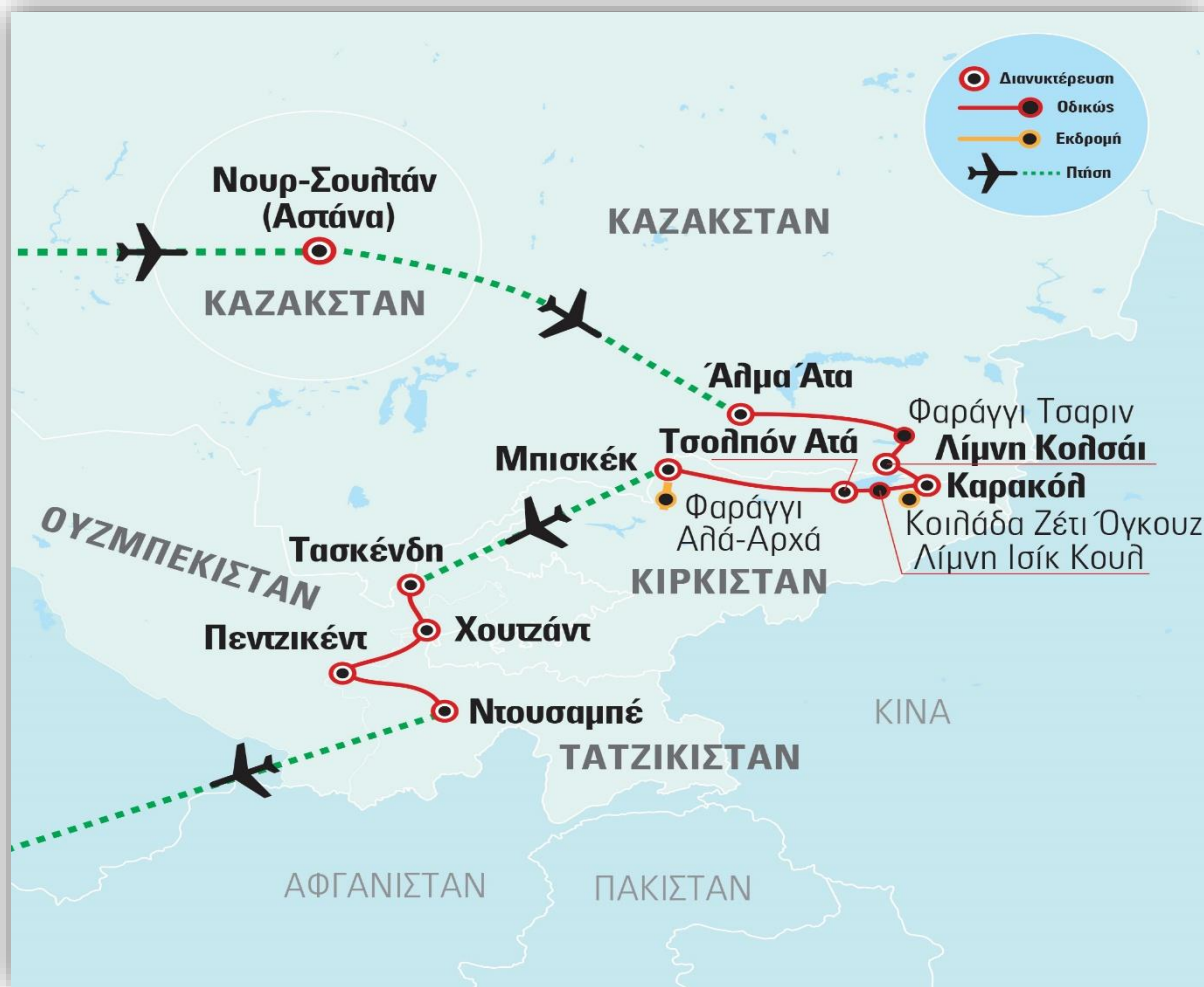 Διανυκτέρευση
Οδικώς
Εκδρομή
Πτήση
Νουρ-Σουλτάν
(Αστάνα)
ΚΑΖΑΚΣΤΑΝ
ΚΑΖΑΚΣΤΑΝ
Άλμα Άτα
Φαράγγι Τσαριν
Τσολπόν Ατά
Λίμνη Κολσάι
Μπισκέκ
Καρακόλ
Φαράγγι
Αλά-Αρχά
Κοιλάδα Ζέτι Όγκουζ
Λίμνη Ισίκ Κουλ
ΟΥΖΜΠΕΚΙΣΤΑΝ
Τασκένδη
ΚΙΡΚΙΣΤΑΝ
Χουτζάντ
Πεντζικέντ
Ντουσαμπέ
ΚΙΝΑ
ΤΑΤΖΙΚΙΣΤΑΝ
ΑΦΓΑΝΙΣΤΑΝ
ΠΑΚΙΣΤΑΝ